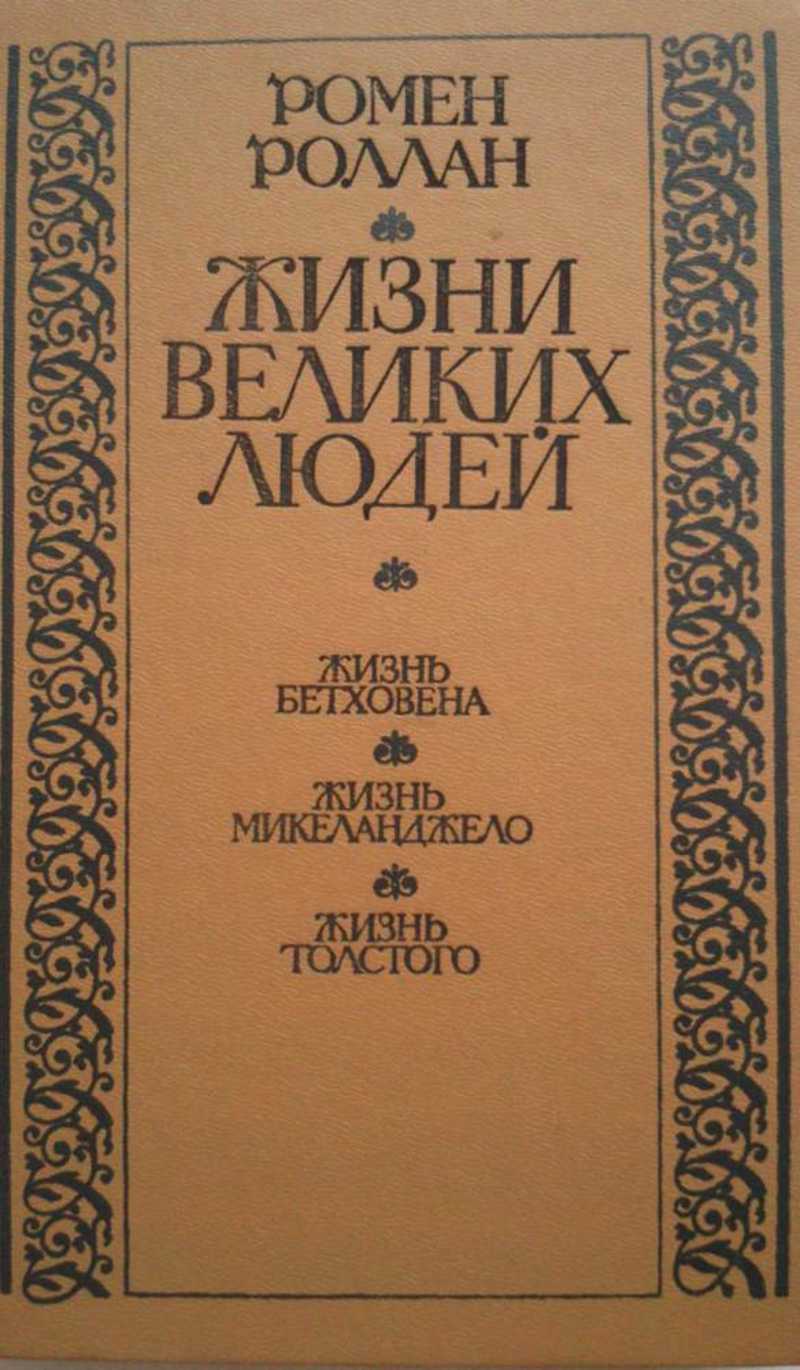 РОМЕН
РОЛЛАН
ЖИЗНИ
ВЕЛИКИХ
ЛЮДЕЙ
ЖИЗНЬ
БЕТХОВЕНА
ЖИЗНЬ
МИКЕЛАНДЖЕЛО
ЖИЗНЬ
ТОЛСТОГО